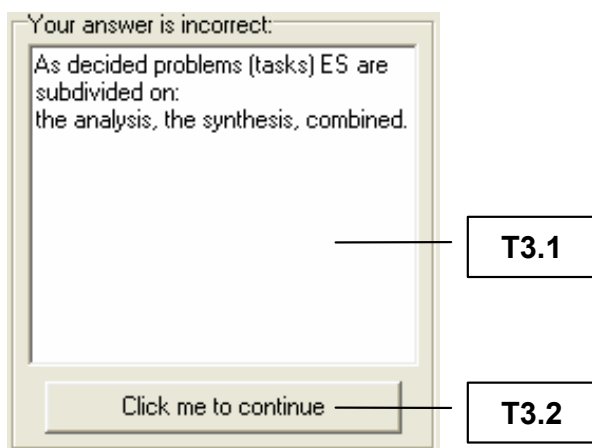 Your answer is incorrect:
As decided problems (tasks) ES are
subdivided on:
the analysis, the synthesis, combined.
T3.1
Click me to continue
T3.2